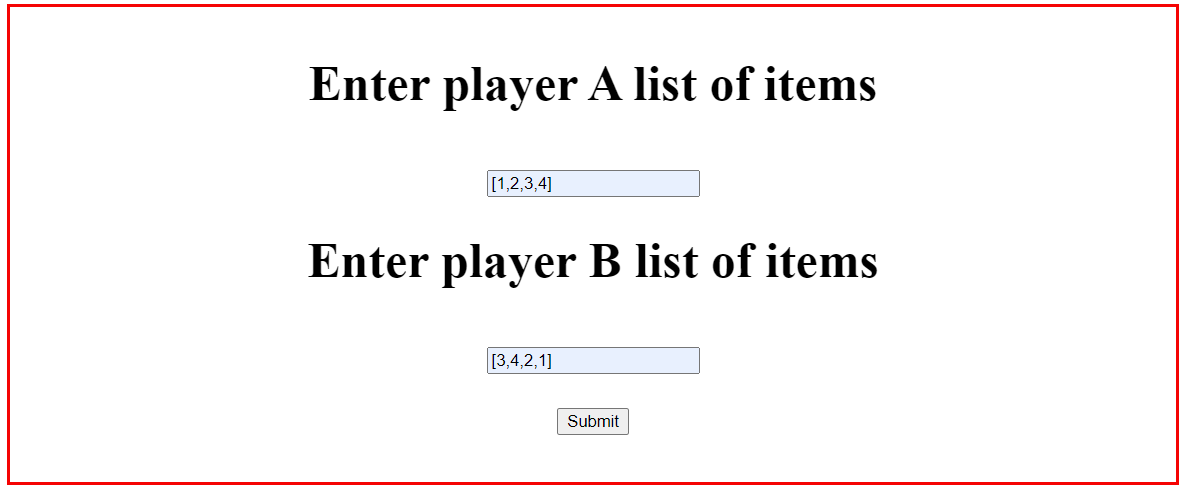 Enter player A list of items
[1,2,3,4]
Enter player B list of items
[3,4,2,1]
Submit